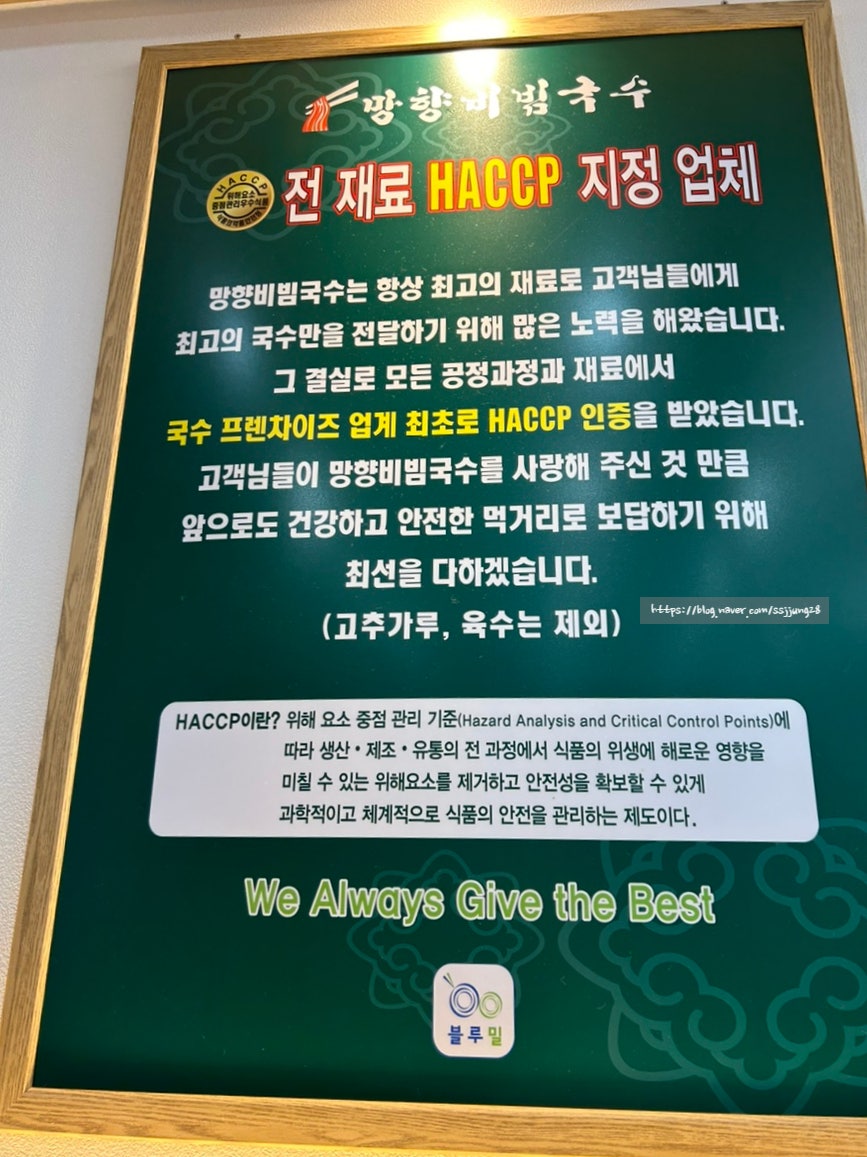 망향비빔국수
HACCP
위해요소
중점관리우수식품
전 재료 HACCP 지정 업체
망향비빔국수는 항상 최고의 재료로 고객님들에게
최고의 국수만을 전달하기 위해 많은 노력을 해왔습니다.
그 결실로 모든 공정과정과 재료에서
국수 프렌차이즈 업계 최초로 HACCP 인증을 받았습니다.
고객님들이 망향비빔국수를 사랑해 주신 것 만큼
앞으로도 건강하고 안전한 먹거리로 보답하기 위해
최선을 다하겠습니다.
(고추가루, 육수는 제외)
https://blog.naver.com/ssjjung28
HACCP이란? 위해 요소 중점 관리 기준(Hazard Analysis and Critical Control Points)에
따라 생산•제조•유통의 전 과정에서 식품의 위생에 해로운 영향을
미칠 수 있는 위해요소를 제거하고 안전성을 확보할 수 있게
과학적이고 체계적으로 식품의 안전을 관리하는 제도이다.
We Always Give the Best
블루밀